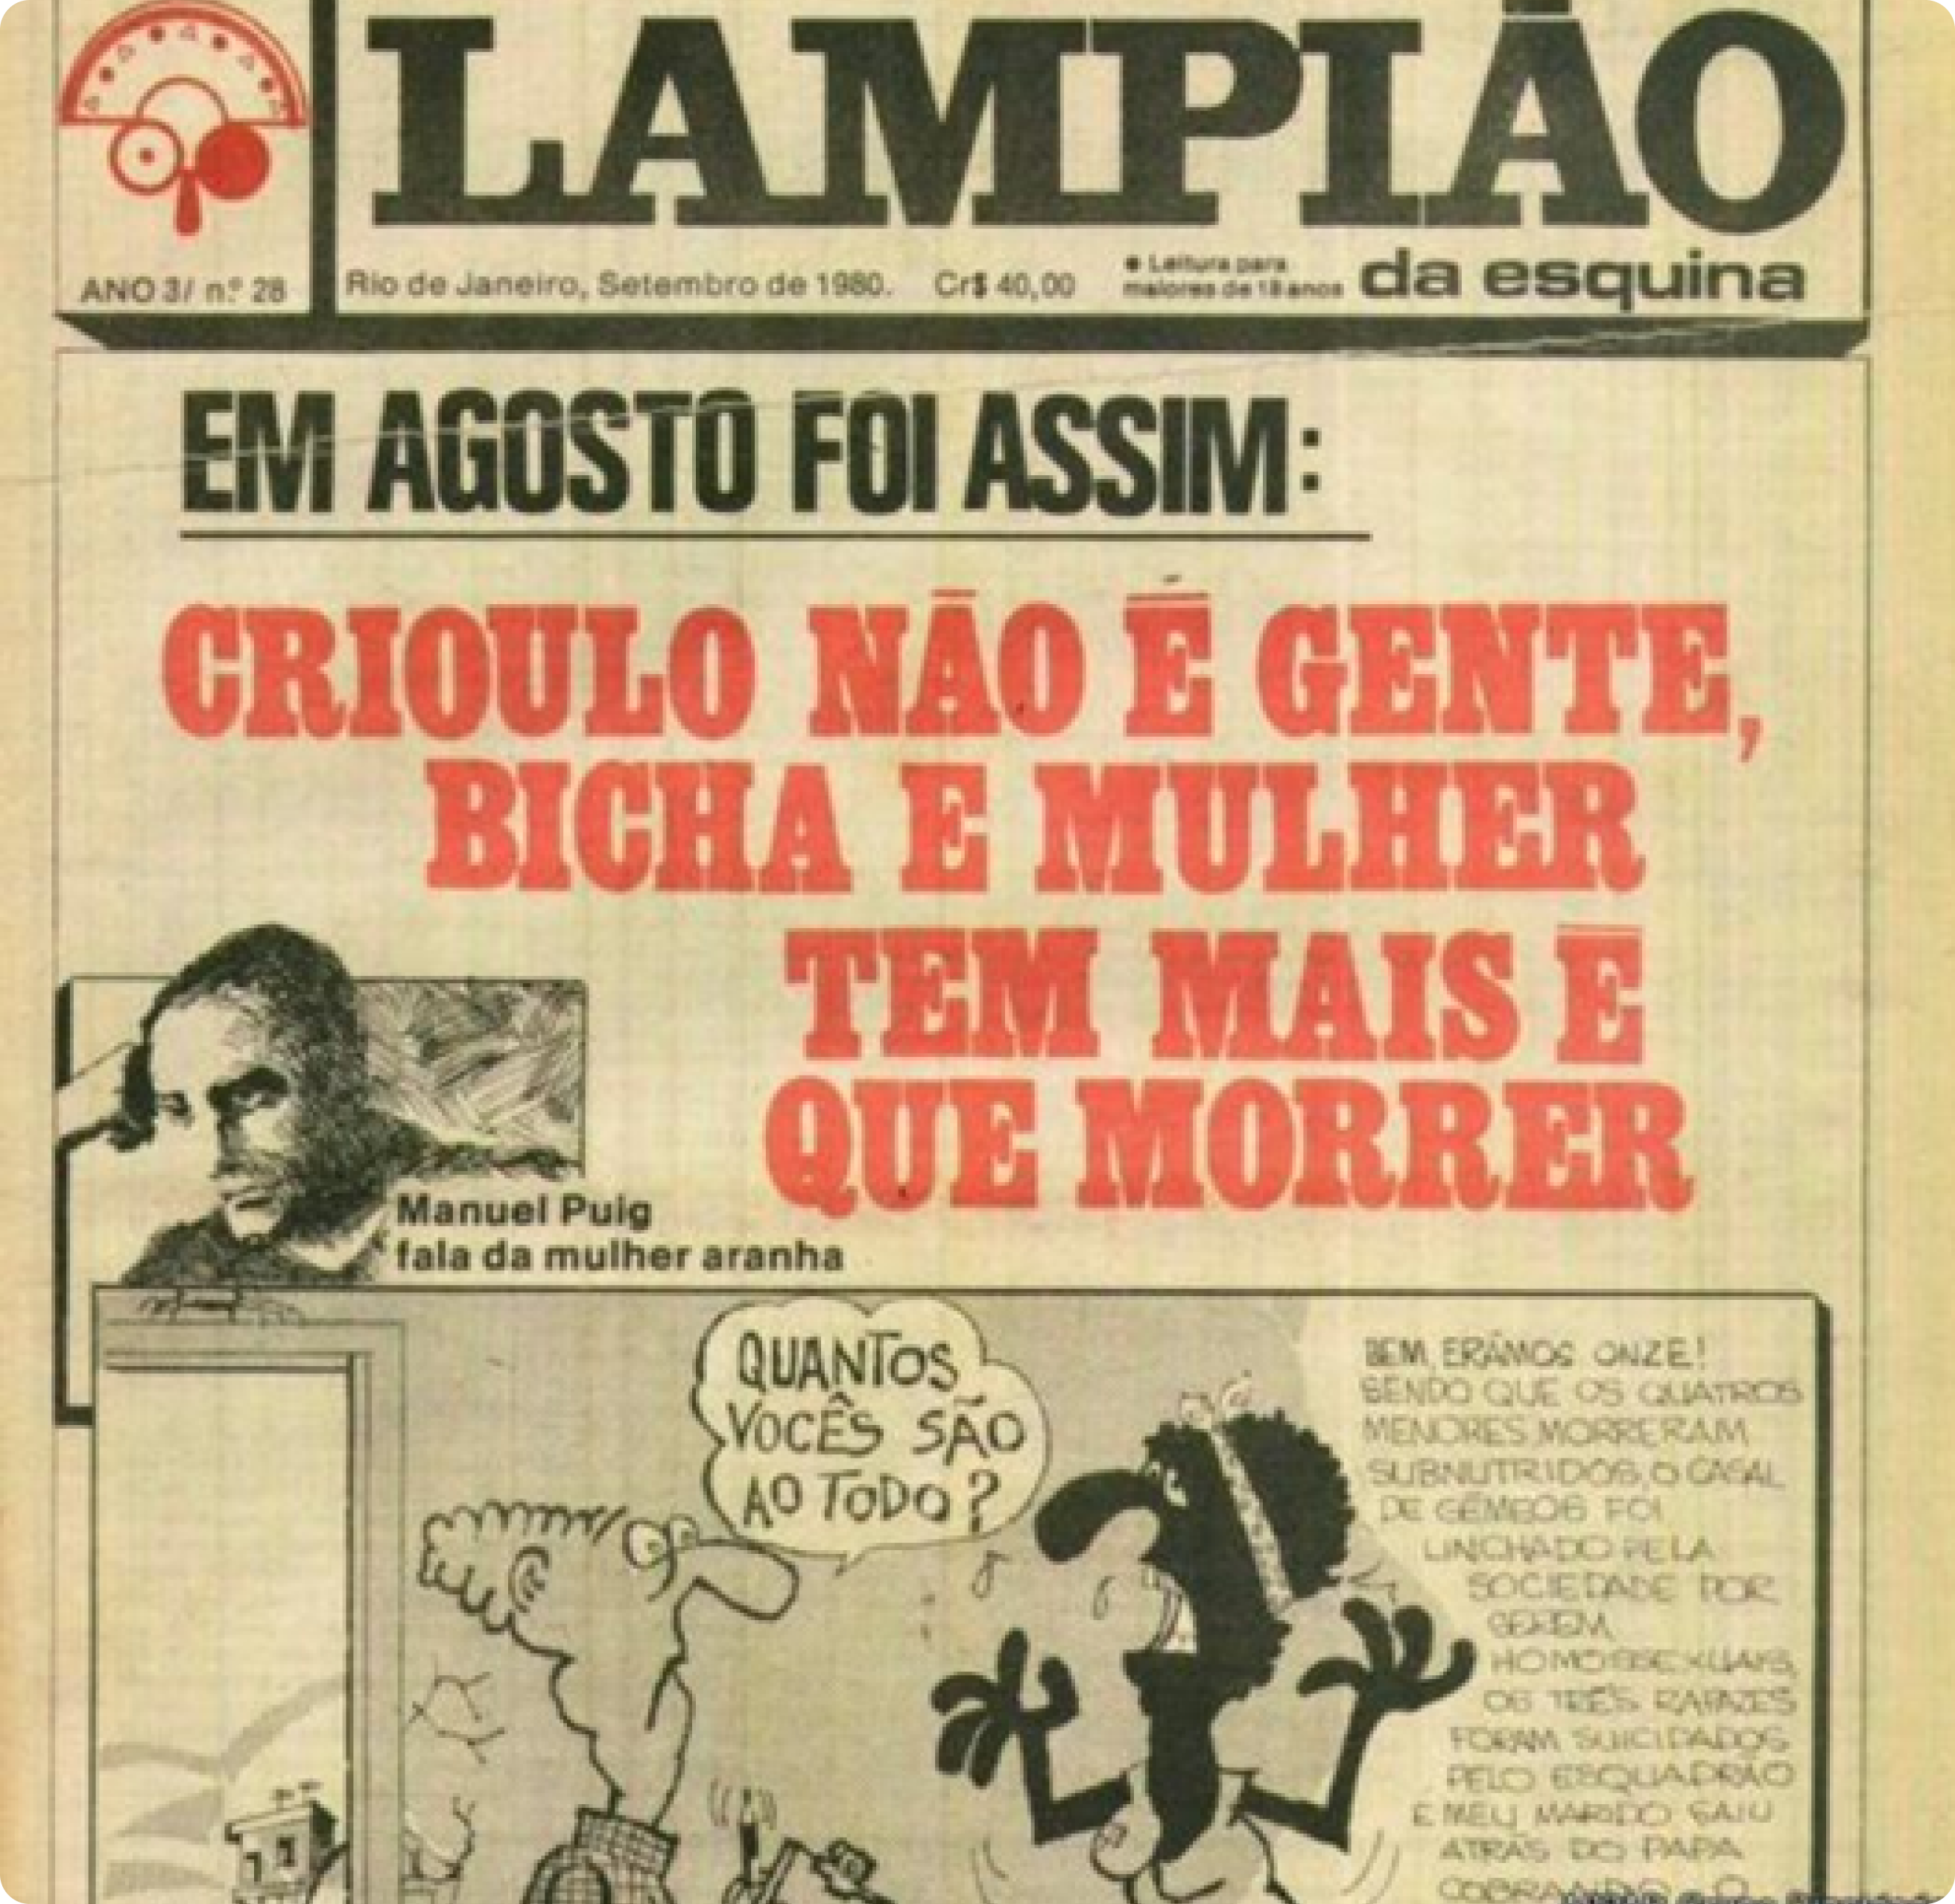 LAMPIÃO
da esquina
ANO 3/ n.º 28
Rio de Janeiro, Setembro de 1980. Cr$ 40,00
• Leitura para
maiores de 18 anos
EM AGOSTO FOI ASSIM:
CRIOULO NÃO É GENTE,
BICHA E MULHER
TEM MAIS É
QUE MORRER
Manuel Puig
fala da mulher aranha
QUANTOS
VOCÊS SÃO
AO TODO?
BEM, ERÁMOS ONZE!
SENDO QUE OS QUATROS
MENORES MORRERAM
SUBNUTRIDOS, O CASAL
DE GÊMEOS FOI
LINCHADO PELA
SOCIEDADE POR
SEREM
HOMOSSEXUAIS,
OS TRÊS RAPAZES
FORAM SUICIDADOS
PELO ESQUADRÃO
E MEU MARIDO SAIU
ATRÁS DO PAPA
COBRANDO O